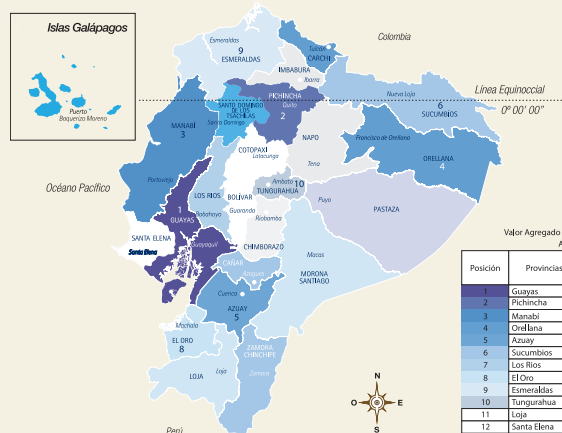 Islas Galápagos
Puerto
Baquerizo Moreno
Colombia
Línea Equinoccial
0º 00' 00"
Océano Pacífico
Perú
Esmeraldas
9
ESMERALDAS
Tulcán
CARCHI
IMBABURA
Ibarra
PICHINCHA
Quito
2
SANTO DOMINGO
DE LOS
TSACHILAS
Santo Domingo
Nueva Loja
6
SUCUMBIOS
MANABÍ
3
Portoviejo
COTOPAXI
Latacunga
NAPO
Tena
Francisco de Orellana
ORELLANA
4
LOS RIOS
Babahoyo
BOLÍVAR
Guaranda
Ambato
10
TUNGURAHUA
Riobamba
CHIMBORAZO
Puyo
PASTAZA
1
GUAYAS
Guayaquil
SANTA ELENA
Santa Elena
Macas
MORONA
SANTIAGO
CAÑAR
Azogues
Cuenca
AZUAY
5
Machala
EL ORO
8
LOJA
Loja
ZAMORA
CHINCHIPE
Zamora
N
O
E
S
Valor Agregado
A
Posición Provincias
1 Guayas
2 Pichincha
3 Manabí
4 Orellana
5 Azuay
6 Sucumbios
7 Los Rios
8 El Oro
9 Esmeraldas
10 Tungurahua
11 Loja
12 Santa Elena